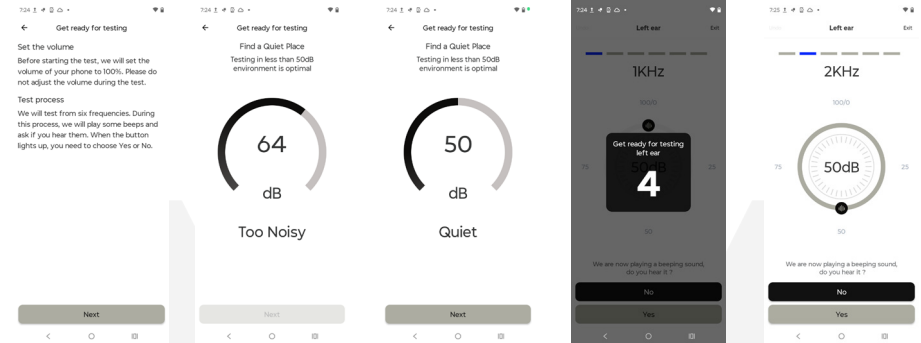 7:24
Get ready for testing
Set the volume
Before starting the test, we will set the
volume of your phone to 100%. Please do
not adjust the volume during the test.
Test process
We will test from six frequencies. During
this process, we will play some beeps and
ask if you hear them. When the button
lights up, you need to choose Yes or No.
Next
7:24
Get ready for testing
Find a Quiet Place
Testing in less than 50dB
environment is optimal
64
dB
Too Noisy
Next
7:24
Get ready for testing
Find a Quiet Place
Testing in less than 50dB
environment is optimal
50
dB
Quiet
Next
7:24
Left ear
Exit
1KHz
100/0
Get ready for testing
left ear
4
75
25
50
We are now playing a beeping sound,
do you hear it ?
No
Yes
7:25
Left ear
Exit
2KHz
100/0
75
50dB
25
50
We are now playing a beeping sound,
do you hear it ?
No
Yes